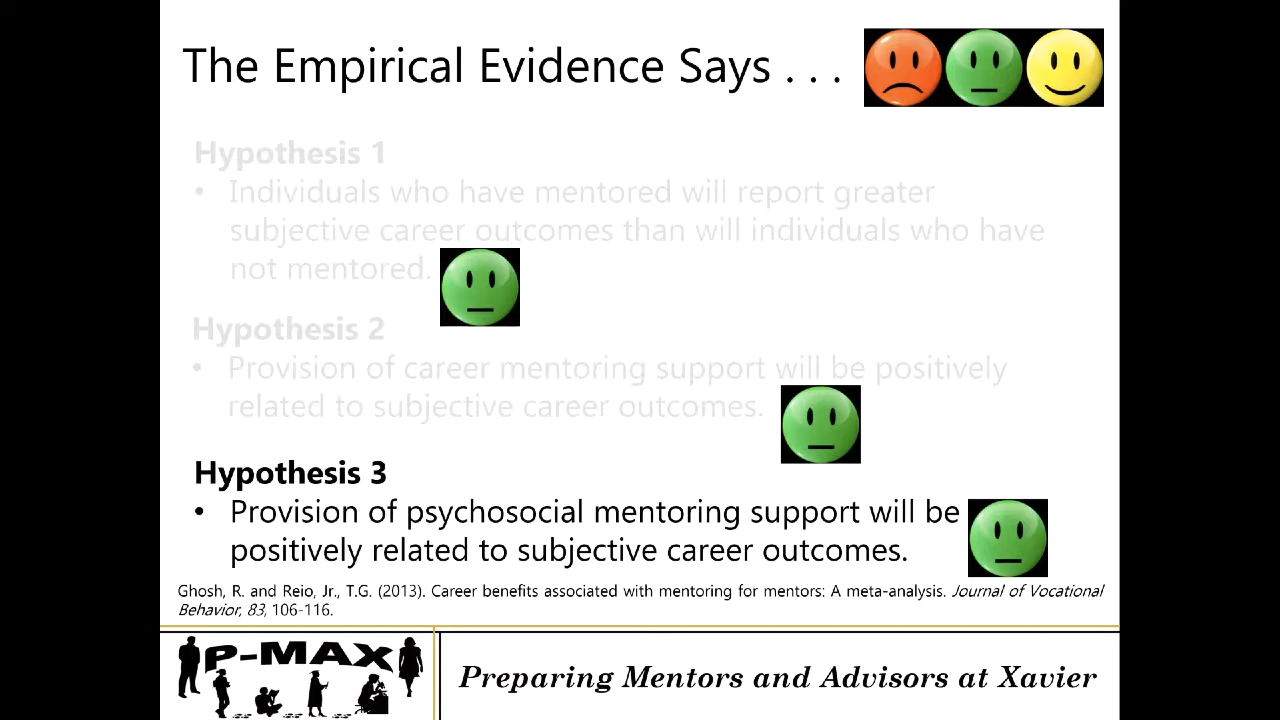 The Empirical Evidence Says . . .
Hypothesis 1
• Individuals who have mentored will report greater
subjective career outcomes than will individuals who have
not mentored.
Hypothesis 2
• Provision of career mentoring support will be positively
related to subjective career outcomes.
Hypothesis 3
• Provision of psychosocial mentoring support will be
positively related to subjective career outcomes.
Ghosh, R. and Reio, Jr., T.G. (2013). Career benefits associated with mentoring for mentors: A meta-analysis. Journal of Vocational
Behavior, 83, 106-116.
P-MAX
Preparing Mentors and Advisors at Xavier